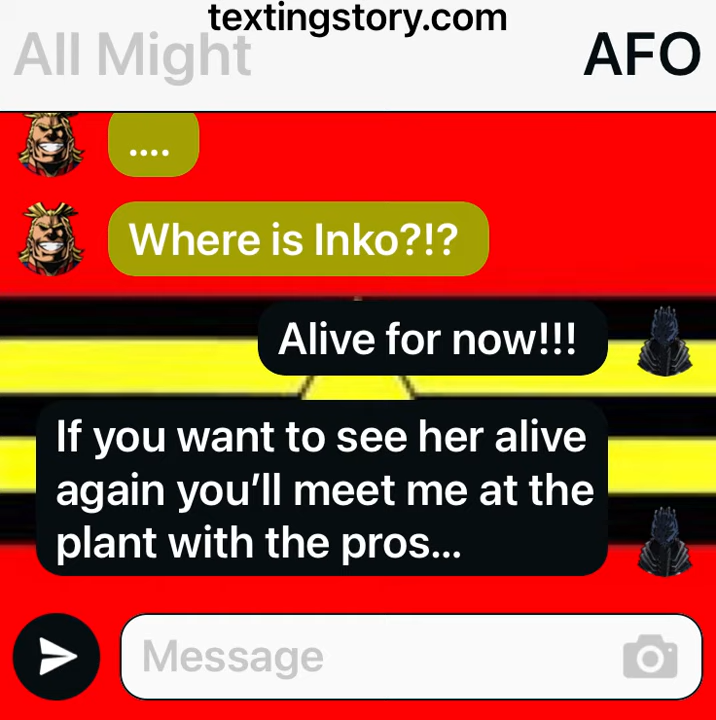 textingstory.com
All Might
AFO
....
Where is Inko?!?
Alive for now!!!
If you want to see her alive
again you’ll meet me at the
plant with the pros...
Message